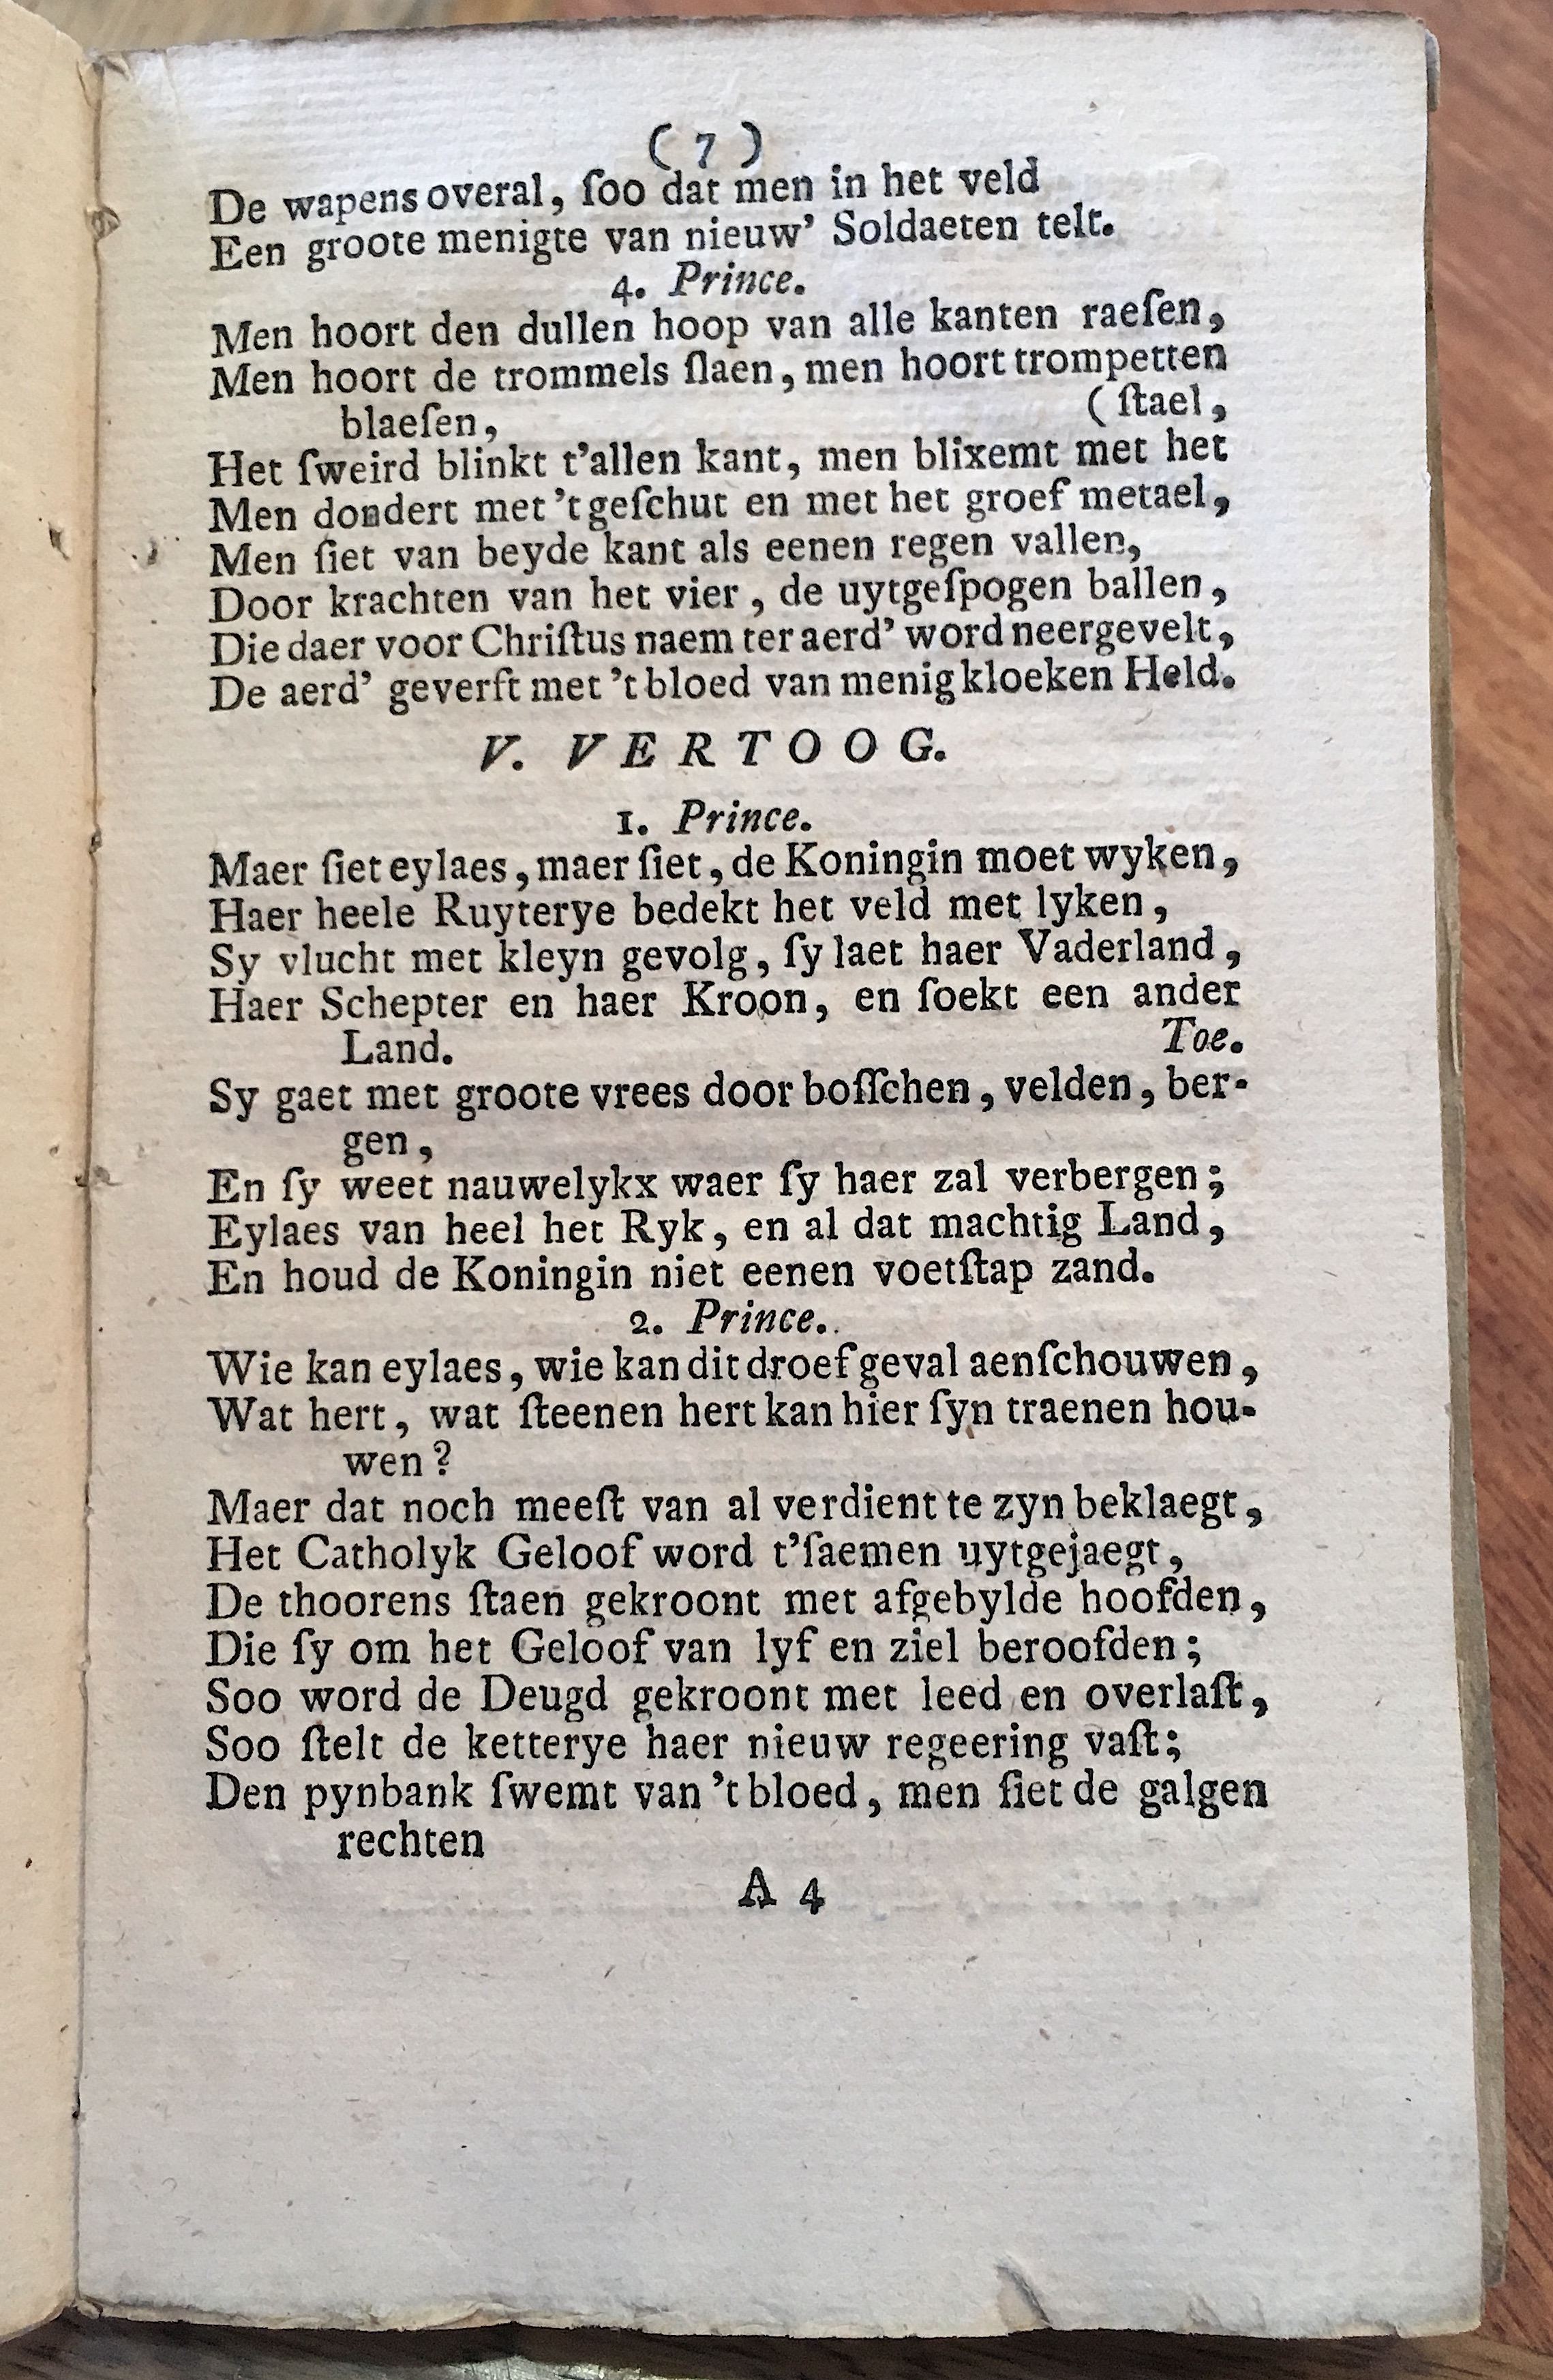 ( 7 )
De wapens overal, ſoo dat men in het veld
Een groote menigte van nieuw' Soldaeten telt.
4. Prince.
Men hoort den dullen hoop van alle kanten raeſen,
Men hoort de trommels ſlaen, men hoort trompetten
blaeſen, ( ſtael,
Het ſweird blinkt t'allen kant, men blixemt met het
Men dondert met 't geſchut en met het groef metael,
Men ſiet van beyde kant als eenen regen vallen,
Door krachten van het vier, de uytgeſpogen ballen,
Die daer voor Chriſtus naem ter aerd' word neergevelt,
De aerd' geverft met 't bloed van menig kloeken Held.
V. VERTOOG.
1. Prince.
Maer ſiet eylaes, maer ſiet, de Koningin moet wyken,
Haer heele Ruyterye bedekt het veld met lyken,
Sy vlucht met kleyn gevolg, ſy laet haer Vaderland,
Haer Schepter en haer Kroon, en ſoekt een ander
Land. Toe.
Sy gaet met groote vrees door boſſchen, velden, ber-
gen,
En ſy weet nauwelykx waer ſy haer zal verbergen;
Eylaes van heel het Ryk, en al dat machtig Land,
En houd de Koningin niet eenen voetſtap zand.
2. Prince.
Wie kan eylaes, wie kan dit droef geval aenſchouwen,
Wat hert, wat ſteenen hert kan hier ſyn traenen hou-
wen?
Maer dat noch meeſt van al verdient te zyn beklaegt,
Het Catholyk Geloof word t'ſaemen uytgejaegt,
De thoorens ſtaen gekroont met afgebylde hoofden,
Die ſy om het Geloof van lyf en ziel beroofden;
Soo word de Deugd gekroont met leed en overlaſt,
Soo ſtelt de ketterye haer nieuw regeering vaſt;
Den pynbank ſwemt van 't bloed, men ſiet de galgen
rechten
A 4